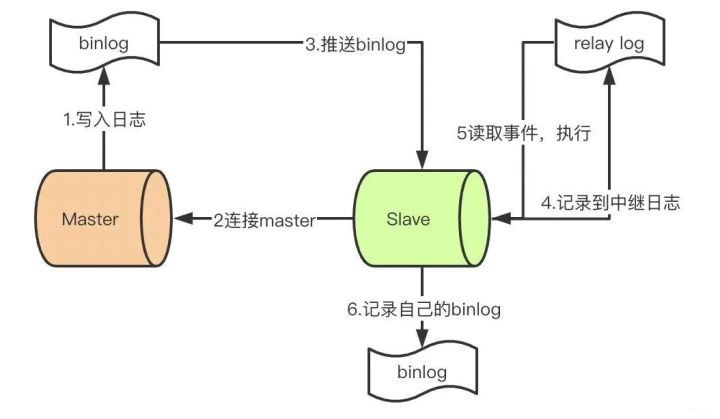 binlog
3.推送binlog
relay log
1.写入日志
5读取事件，执行
Master
2连接master
Slave
4.记录到中继日志
6.记录自己的binlog
binlog